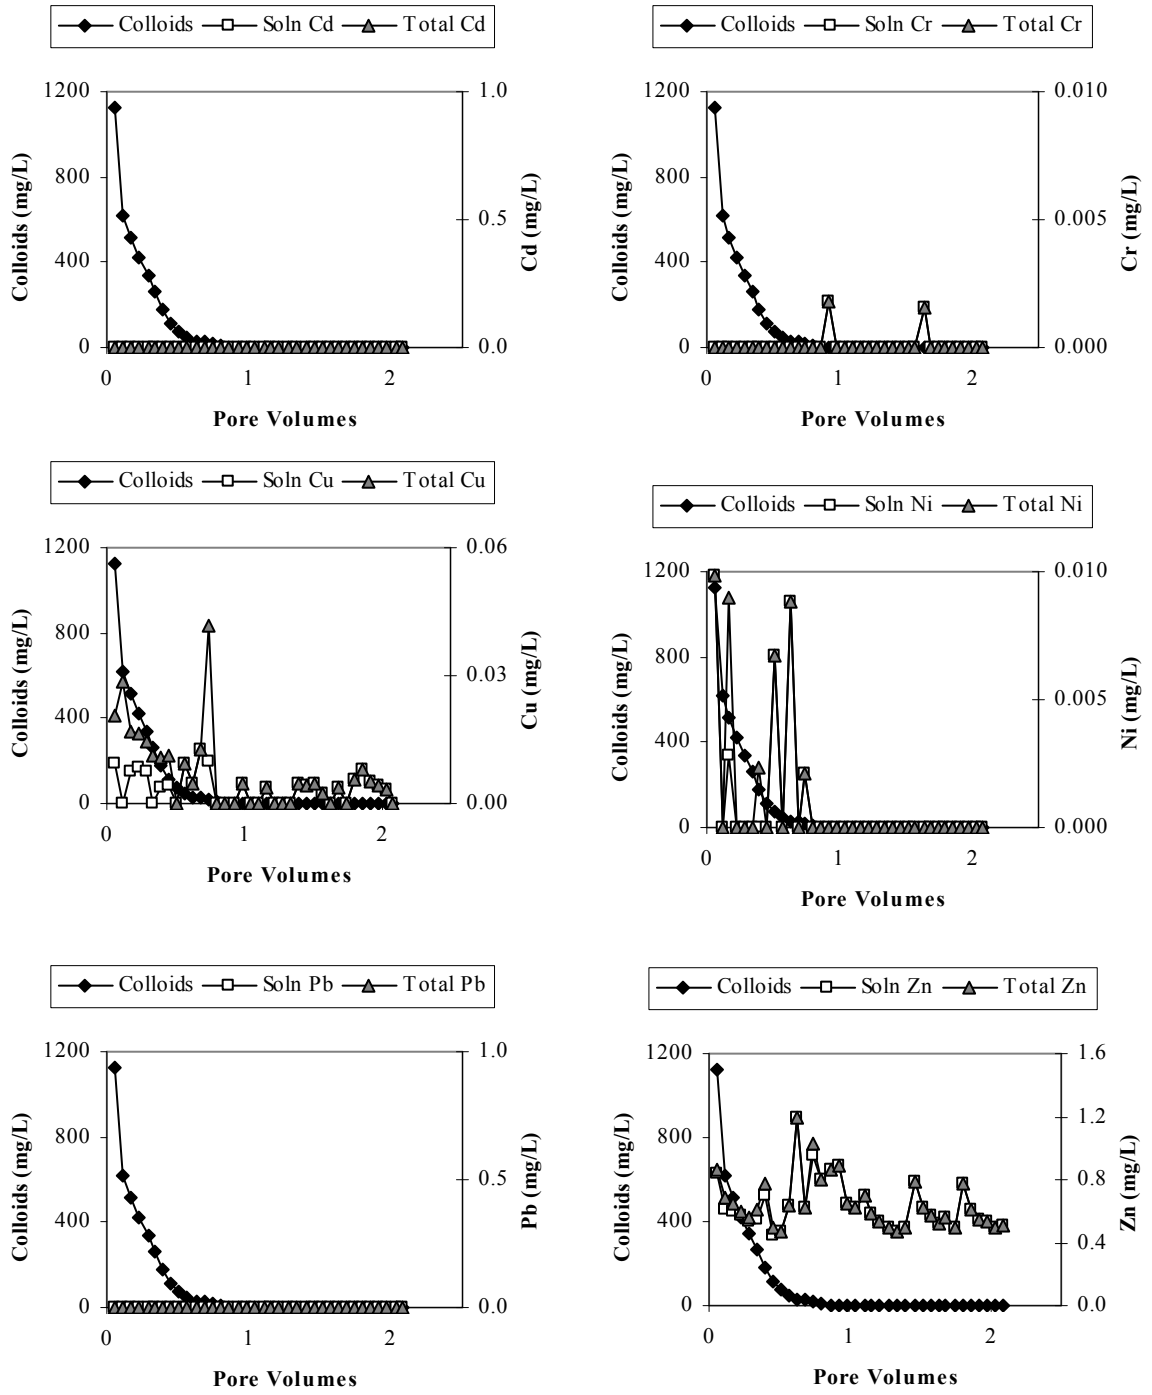 Colloids Soln Cd Total Cd
1200
800
400
0
Colloids (mg/L)
1.0
0.5
0.0
Cd (mg/L)
0 1 2
Pore Volumes
Colloids Soln Cr Total Cr
1200
800
400
0
Colloids (mg/L)
0.010
0.005
0.000
Cr (mg/L)
0 1 2
Pore Volumes
Colloids Soln Cu Total Cu
1200
800
400
0
Colloids (mg/L)
0.06
0.03
0.00
Cu (mg/L)
0 1 2
Pore Volumes
Colloids Soln Ni Total Ni
1200
800
400
0
Colloids (mg/L)
0.010
0.005
0.000
Ni (mg/L)
0 1 2
Pore Volumes
Colloids Soln Pb Total Pb
1200
800
400
0
Colloids (mg/L)
1.0
0.5
0.0
Pb (mg/L)
0 1 2
Pore Volumes
Colloids Soln Zn Total Zn
1200
800
400
0
Colloids (mg/L)
1.6
1.2
0.8
0.4
0.0
Zn (mg/L)
0 1 2
Pore Volumes